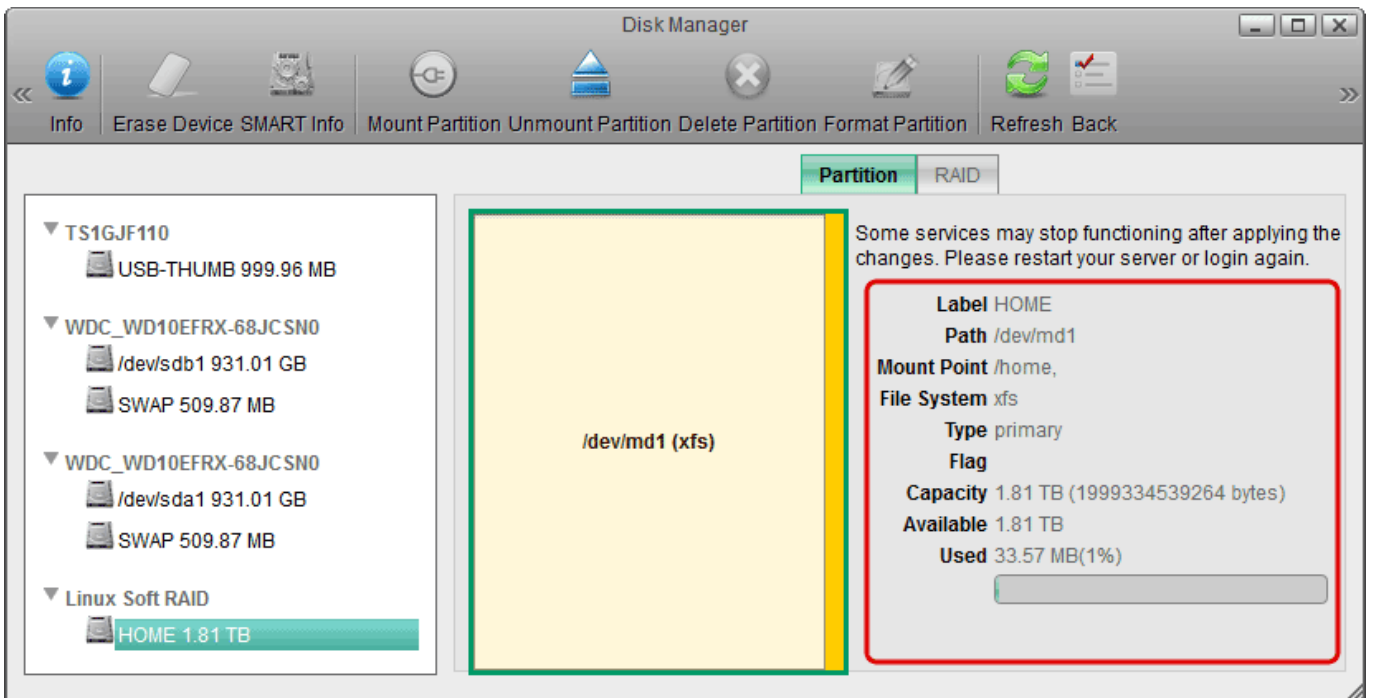 Disk Manager
Info Erase Device SMART Info Mount Partition Unmount Partition Delete Partition Format Partition Refresh Back
Partition RAID
TS1GJF110
USB-THUMB 999.96 MB
WDC_WD10EFRX-68JCSN0
/dev/sdb1 931.01 GB
SWAP 509.87 MB
WDC_WD10EFRX-68JCSN0
/dev/sda1 931.01 GB
SWAP 509.87 MB
Linux Soft RAID
HOME 1.81 TB
/dev/md1 (xfs)
Some services may stop functioning after applying the
changes. Please restart your server or login again.
Label HOME
Path /dev/md1
Mount Point /home,
File System xfs
Type primary
Flag
Capacity 1.81 TB (1999334539264 bytes)
Available 1.81 TB
Used 33.57 MB(1%)